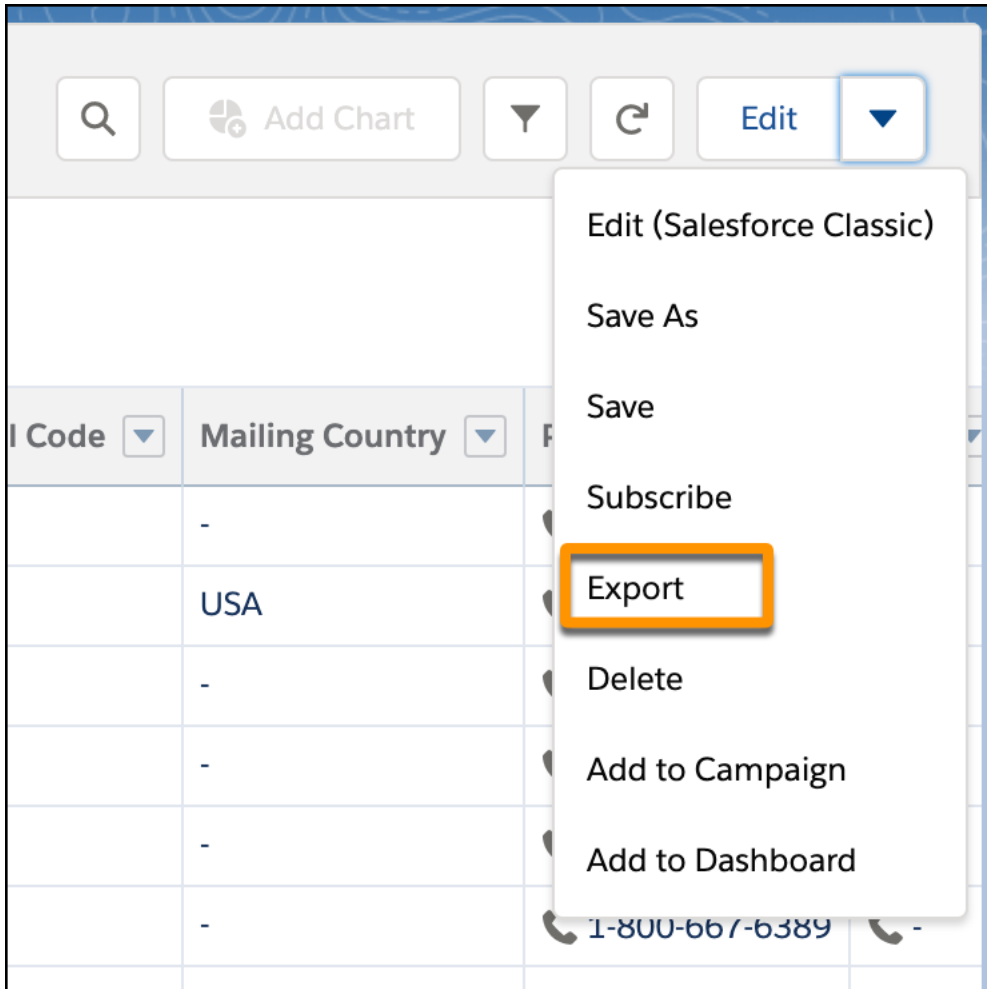 Add Chart
Edit
Edit (Salesforce Classic)
Save As
Save
Subscribe
Export
Delete
Add to Campaign
Add to Dashboard
l Code
Mailing Country
-
USA
-
-
-
-
1-800-667-6389
-